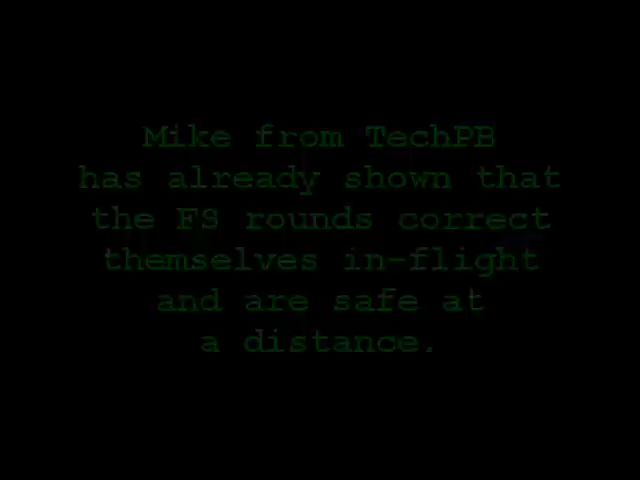 Mike from TechPB
has already shown that
the FS rounds correct
themselves in-flight
and are safe at
a distance.